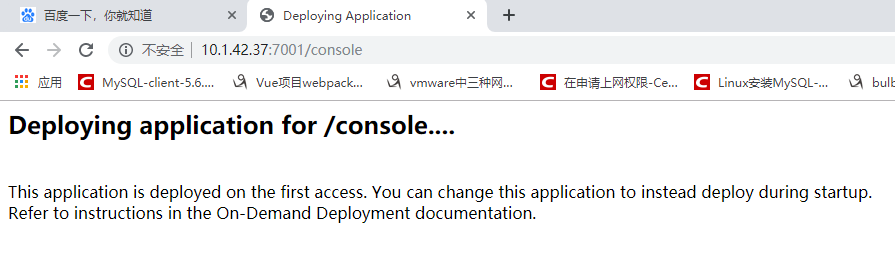 百度一下，你就知道
Deploying Application
不安全 10.1.42.37:7001/console
应用 MySQL-client-5.6.... Vue项目webpack... vmware中三种网... 在申请上网权限-Ce... Linux安装MySQL-... bulb
Deploying application for /console....
This application is deployed on the first access. You can change this application to instead deploy during startup.
Refer to instructions in the On-Demand Deployment documentation.